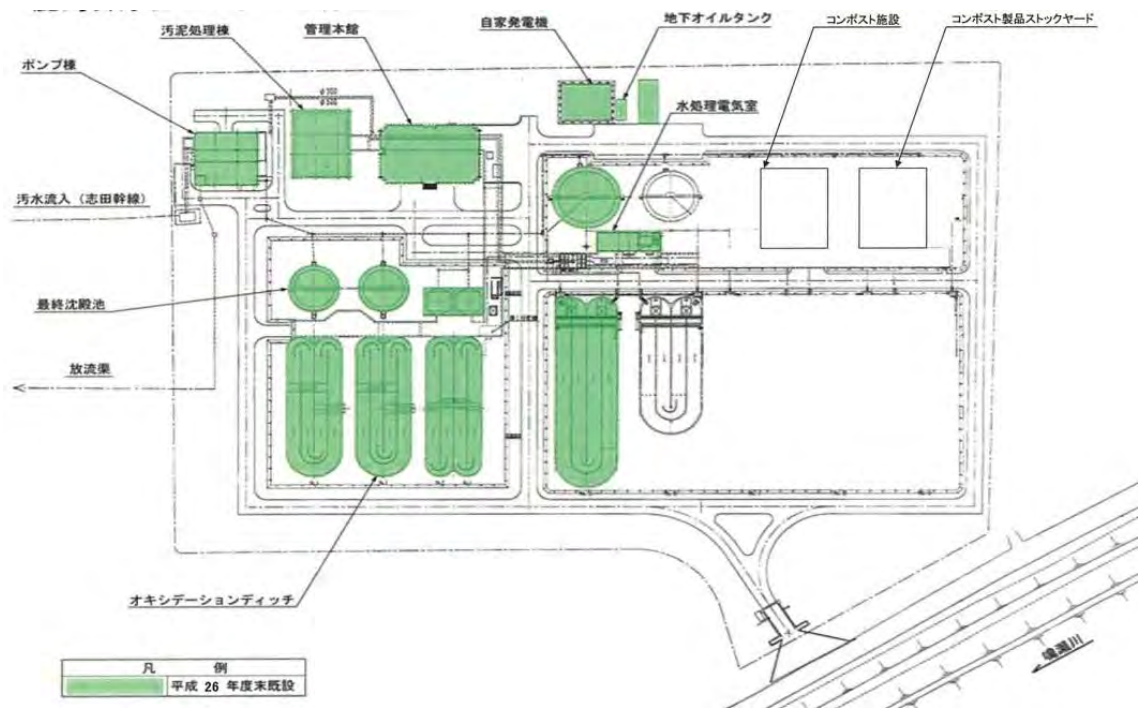 自家発電機
地下オイルタンク
コンポスト施設
コンポスト製品ストックヤード
汚泥処理棟
管理本館
ポンプ棟
水処理電気室
汚水流入（志田幹線）
最終沈殿池
放流渠
オキシデーションディッチ
鳴瀬川
凡 例
平成 26 年度末既設